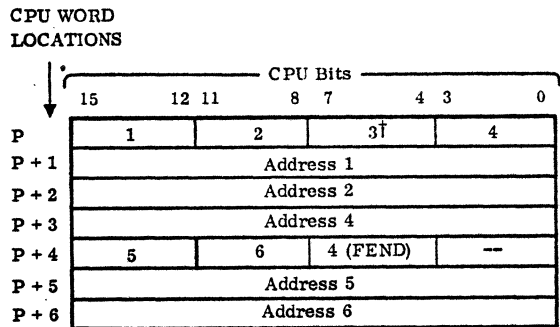 CPU WORD
LOCATIONS
CPU Bits
15 12 11 8 7 4 3 0
P 1 2 3† 4
P + 1 Address 1
P + 2 Address 2
P + 3 Address 4
P + 4 5 6 4 (FEND) --
P + 5 Address 5
P + 6 Address 6